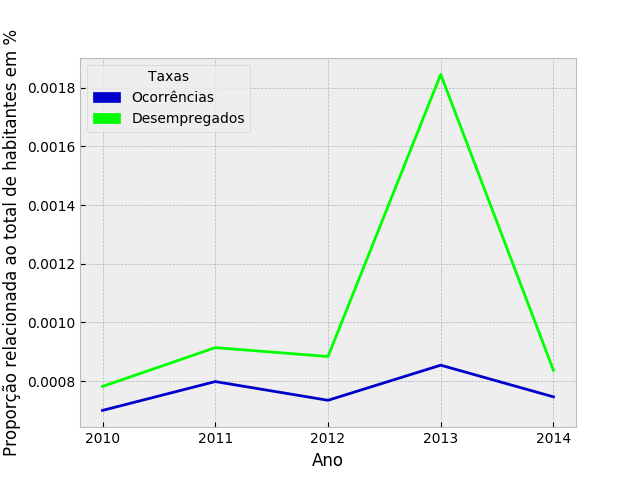 Proporção relacionada ao total de habitantes em %
Taxas
Ocorrências
Desempregados
0.0018
0.0016
0.0014
0.0012
0.0010
0.0008
2010 2011 2012 2013 2014
Ano